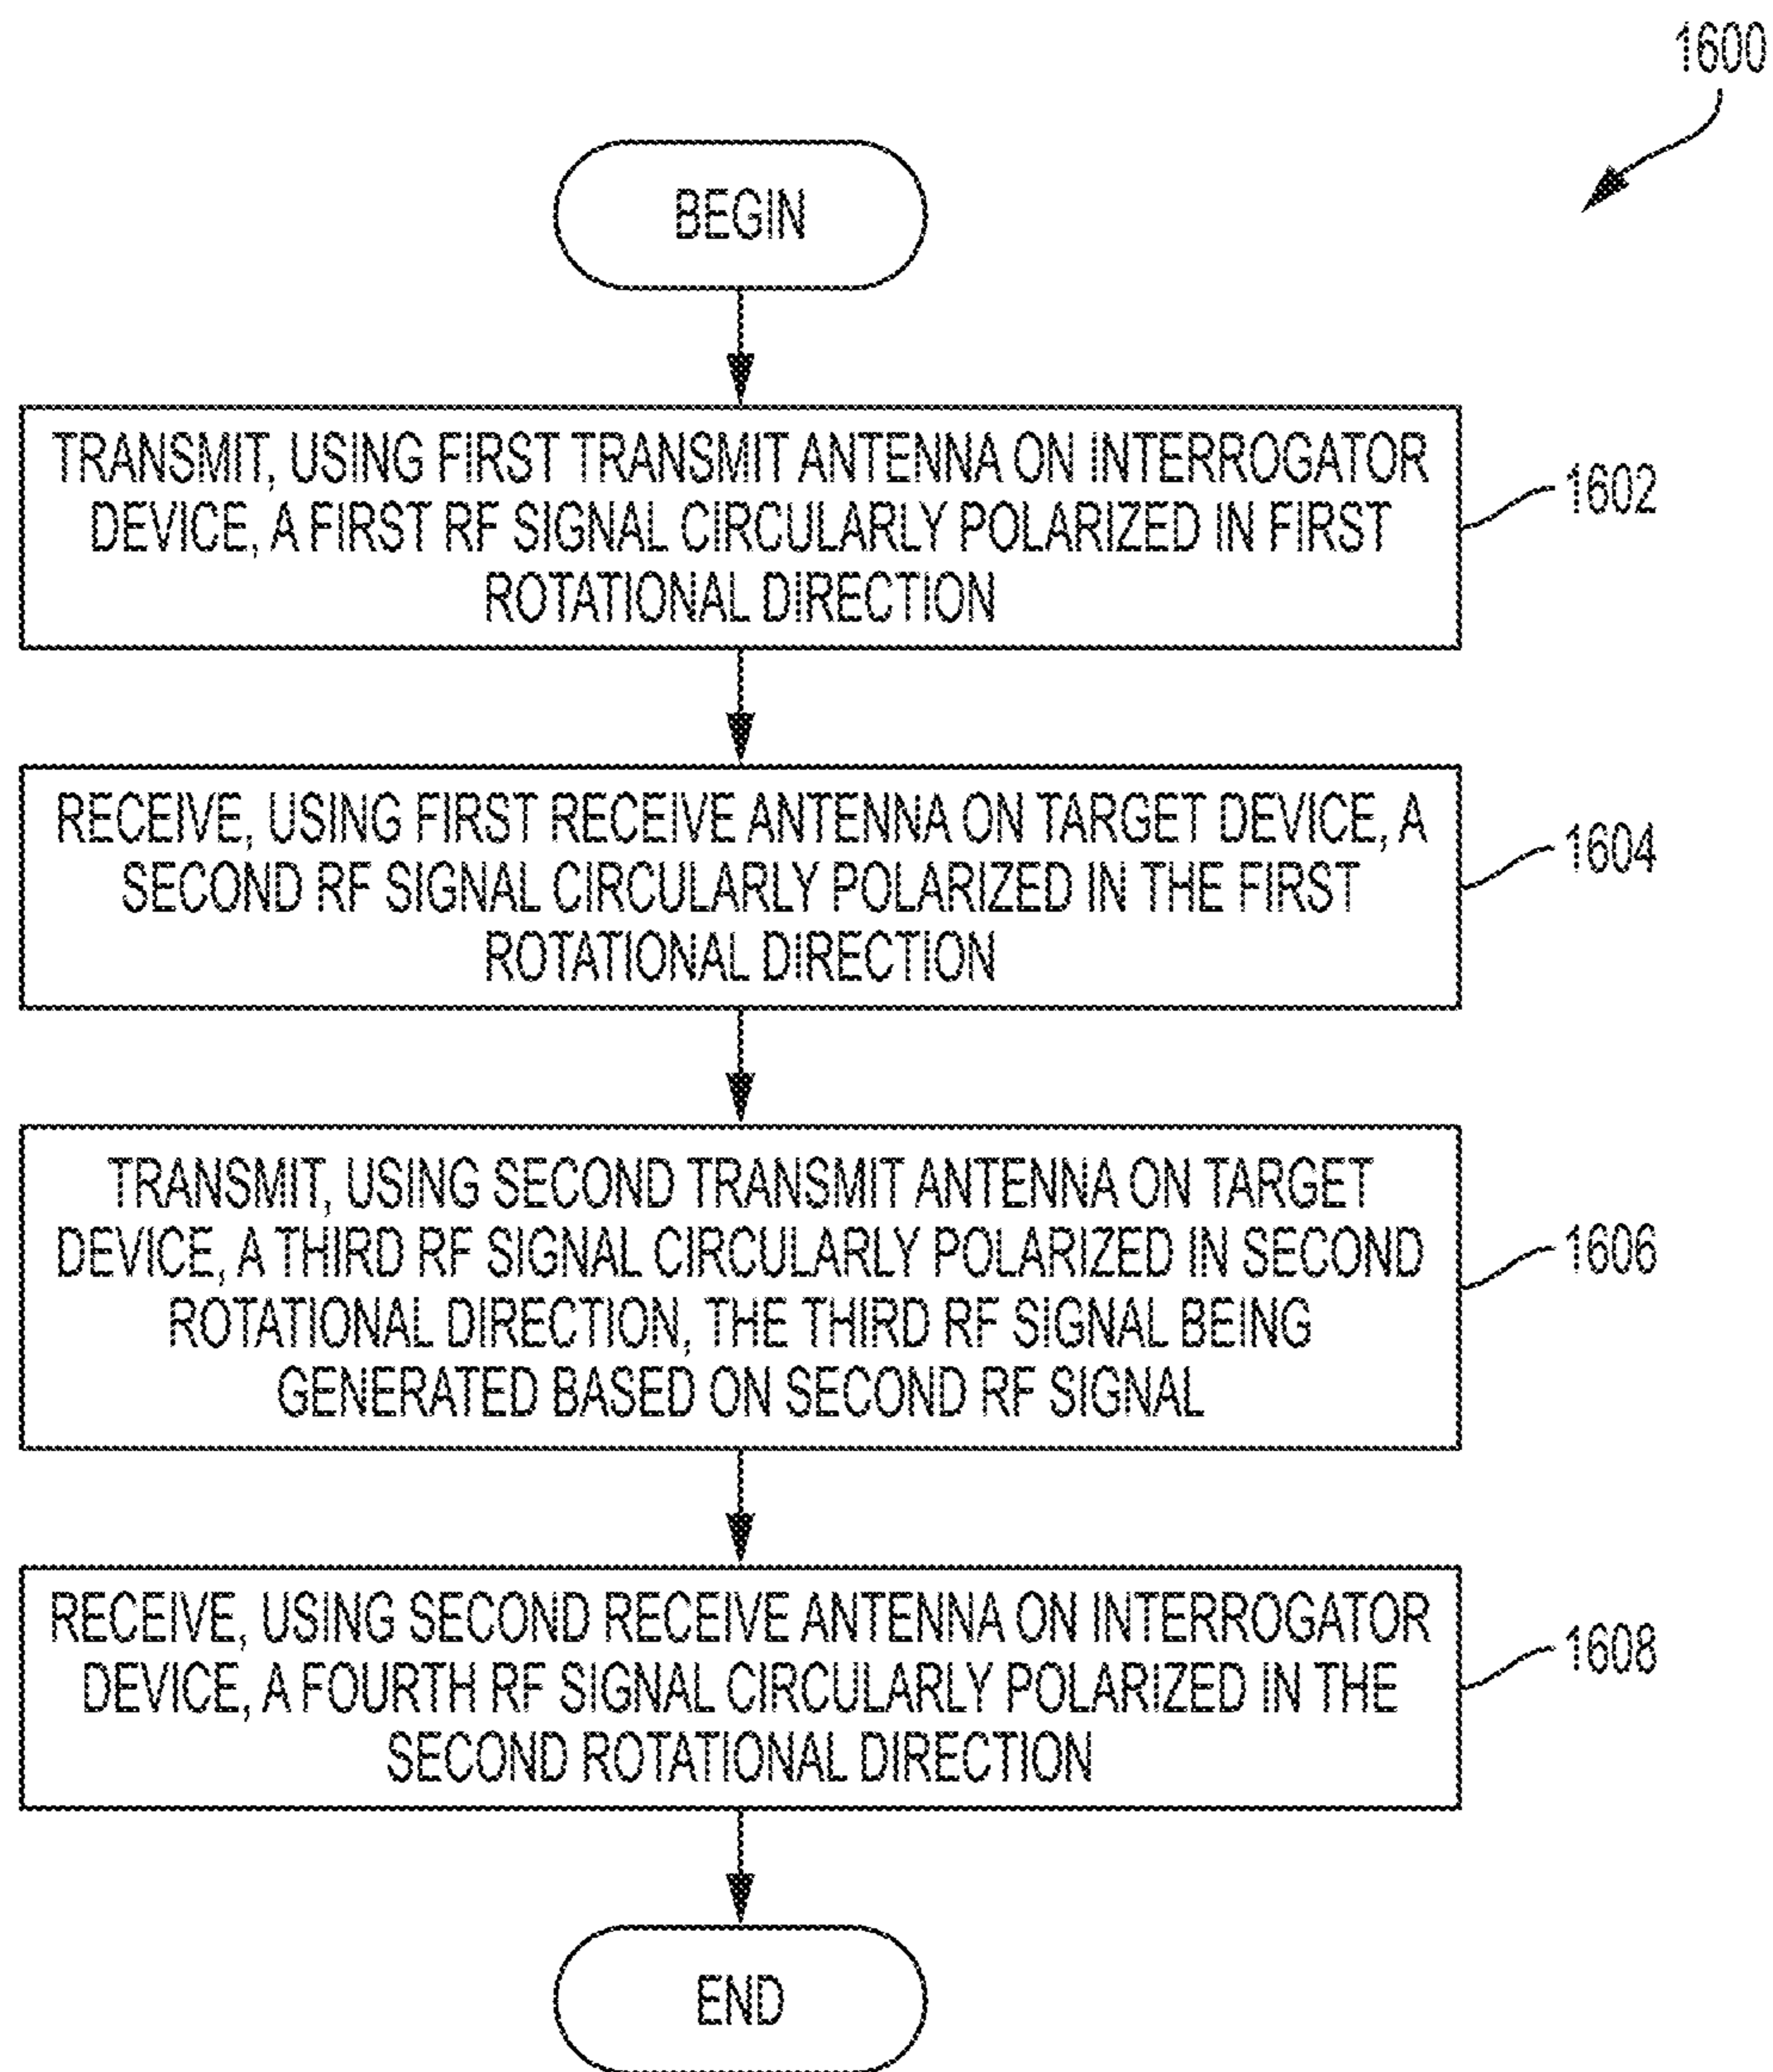 1600
BEGIN
TRANSMIT, USING FIRST TRANSMIT ANTENNA ON INTERROGATOR
DEVICE, A FIRST RF SIGNAL CIRCULARLY POLARIZED IN FIRST
ROTATIONAL DIRECTION
1602
RECEIVE, USING FIRST RECEIVE ANTENNA ON TARGET DEVICE, A
SECOND RF SIGNAL CIRCULARLY POLARIZED IN THE FIRST
ROTATIONAL DIRECTION
1604
TRANSMIT, USING SECOND TRANSMIT ANTENNA ON TARGET
DEVICE, A THIRD RF SIGNAL CIRCULARLY POLARIZED IN SECOND
ROTATIONAL DIRECTION, THE THIRD RF SIGNAL BEING
GENERATED BASED ON SECOND RF SIGNAL
1606
RECEIVE, USING SECOND RECEIVE ANTENNA ON INTERROGATOR
DEVICE, A FOURTH RF SIGNAL CIRCULARLY POLARIZED IN THE
SECOND ROTATIONAL DIRECTION
1608
END